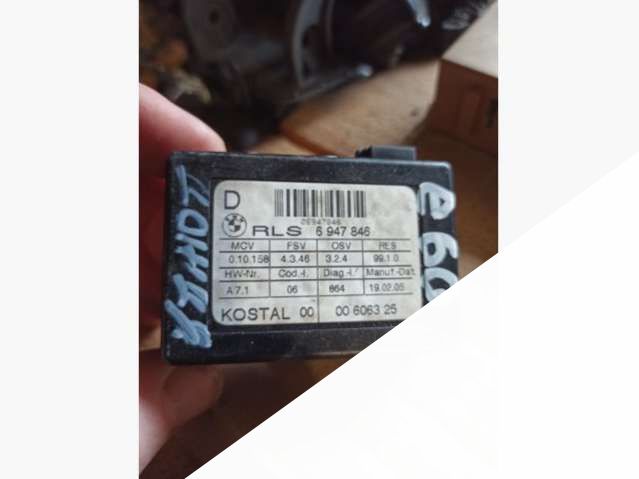 D
06947846
RLS 6 947 846
MCV FSV OSV RES
0.10.158 4.3.46 3.2.4 99.1.0
HW-Nr. Cod.-I. Diag.-I. Manuf.-Dat.
A 7.1 06 864 19.02.05
KOSTAL 00 00 6063 25
e 60